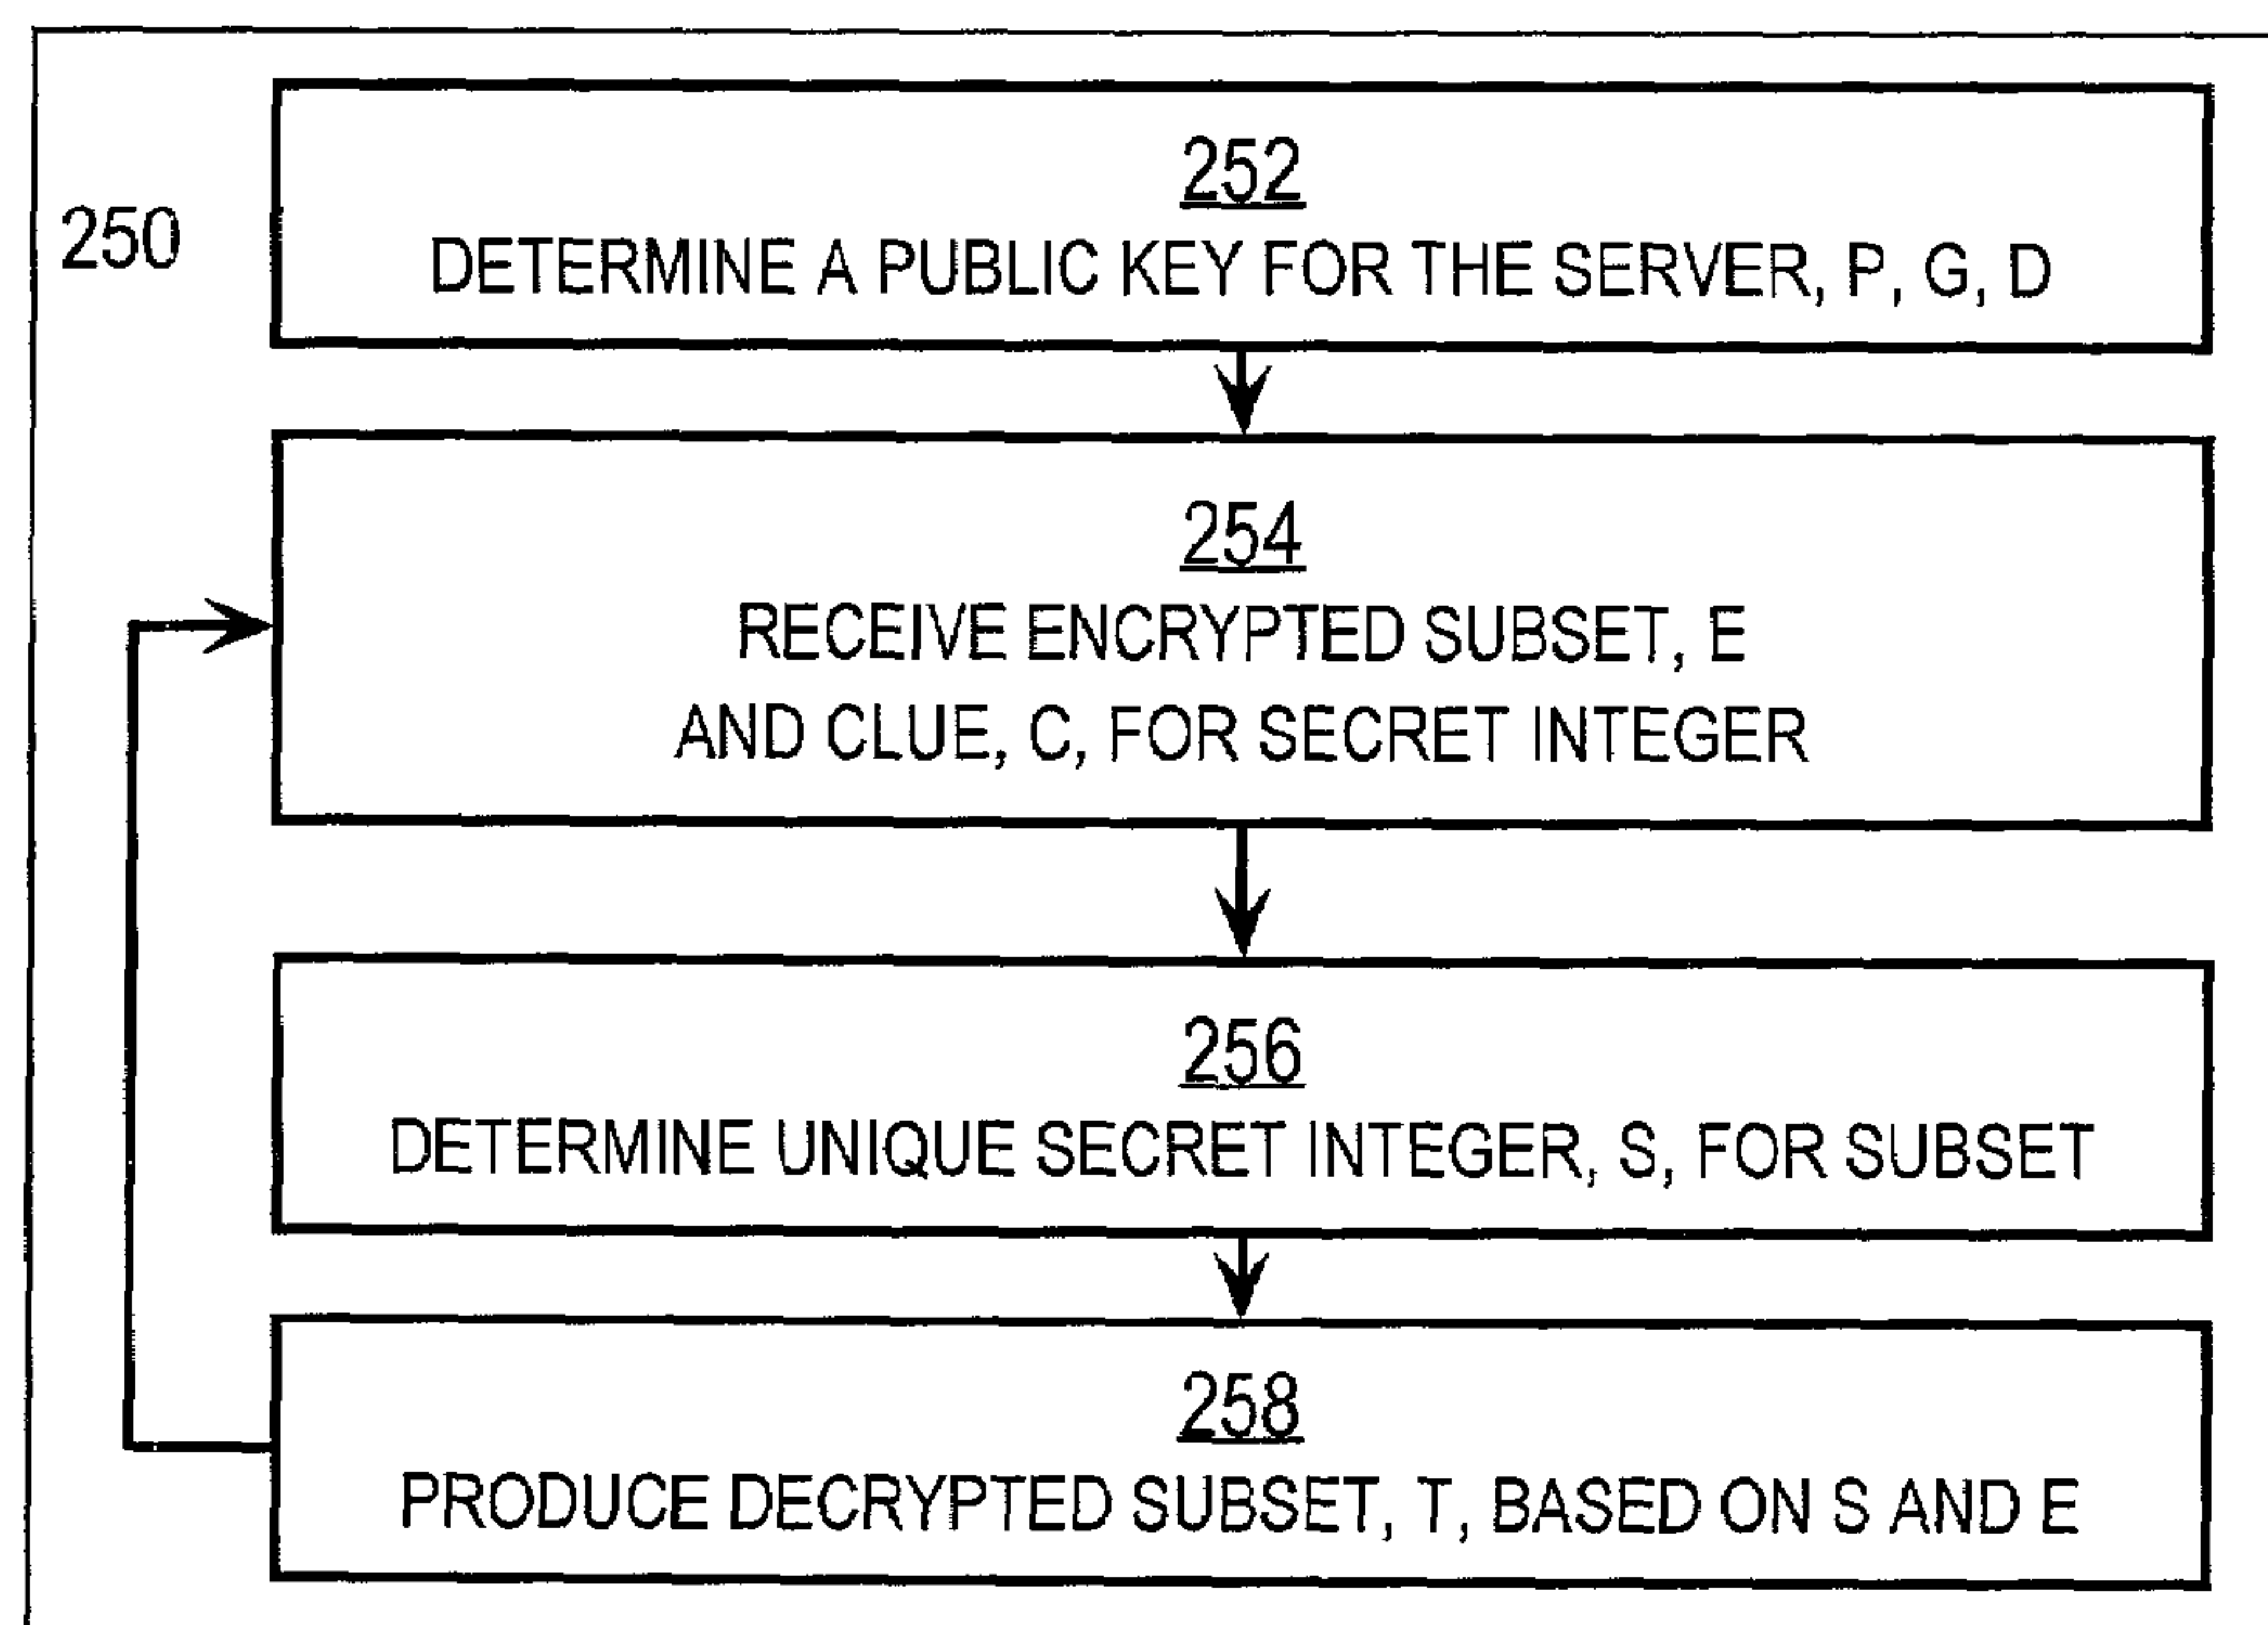 250
252
DETERMINE A PUBLIC KEY FOR THE SERVER, P, G, D
254
RECEIVE ENCRYPTED SUBSET, E
AND CLUE, C, FOR SECRET INTEGER
256
DETERMINE UNIQUE SECRET INTEGER, S, FOR SUBSET
258
PRODUCE DECRYPTED SUBSET, T, BASED ON S AND E